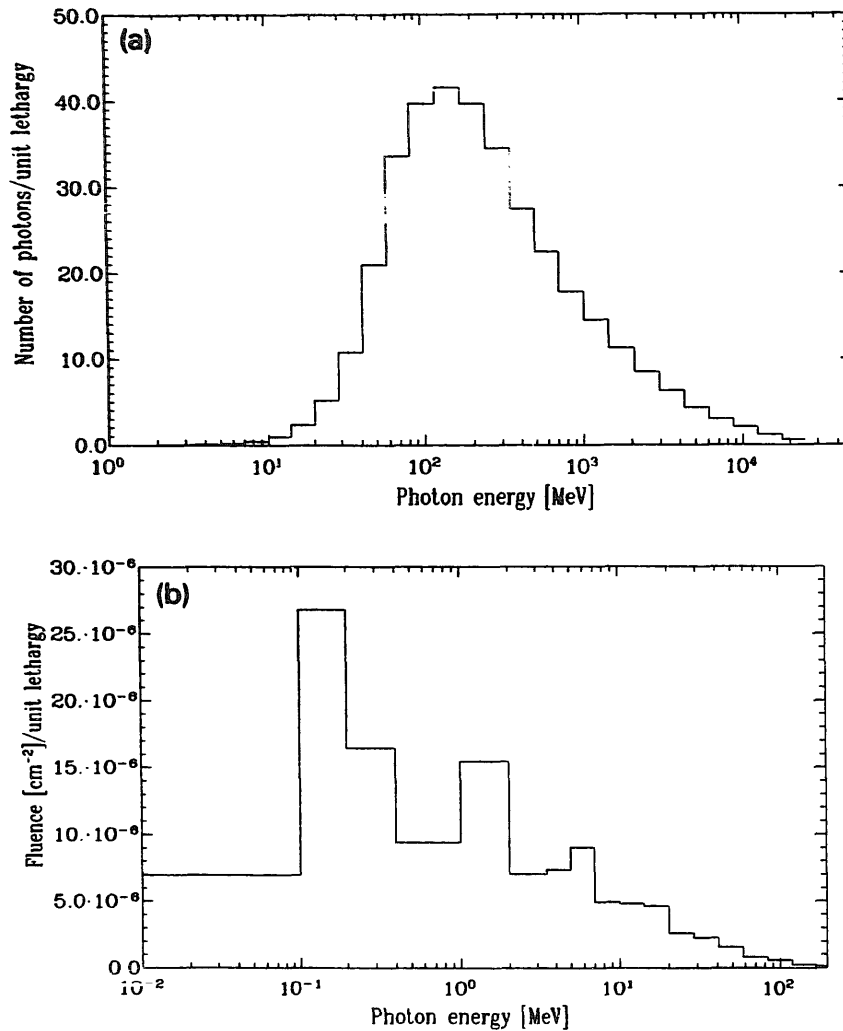 (a)
Number of photons/unit lethargy
50.0
40.0
30.0
20.0
10.0
0.0
10⁰ 10¹ 10² 10³ 10⁴
Photon energy [MeV]
(b)
Fluence [cm⁻²]/unit lethargy
30.·10⁻⁶
25.·10⁻⁶
20.·10⁻⁶
15.·10⁻⁶
10.·10⁻⁶
5.0·10⁻⁶
0.0
10⁻² 10⁻¹ 10⁰ 10¹ 10²
Photon energy [MeV]